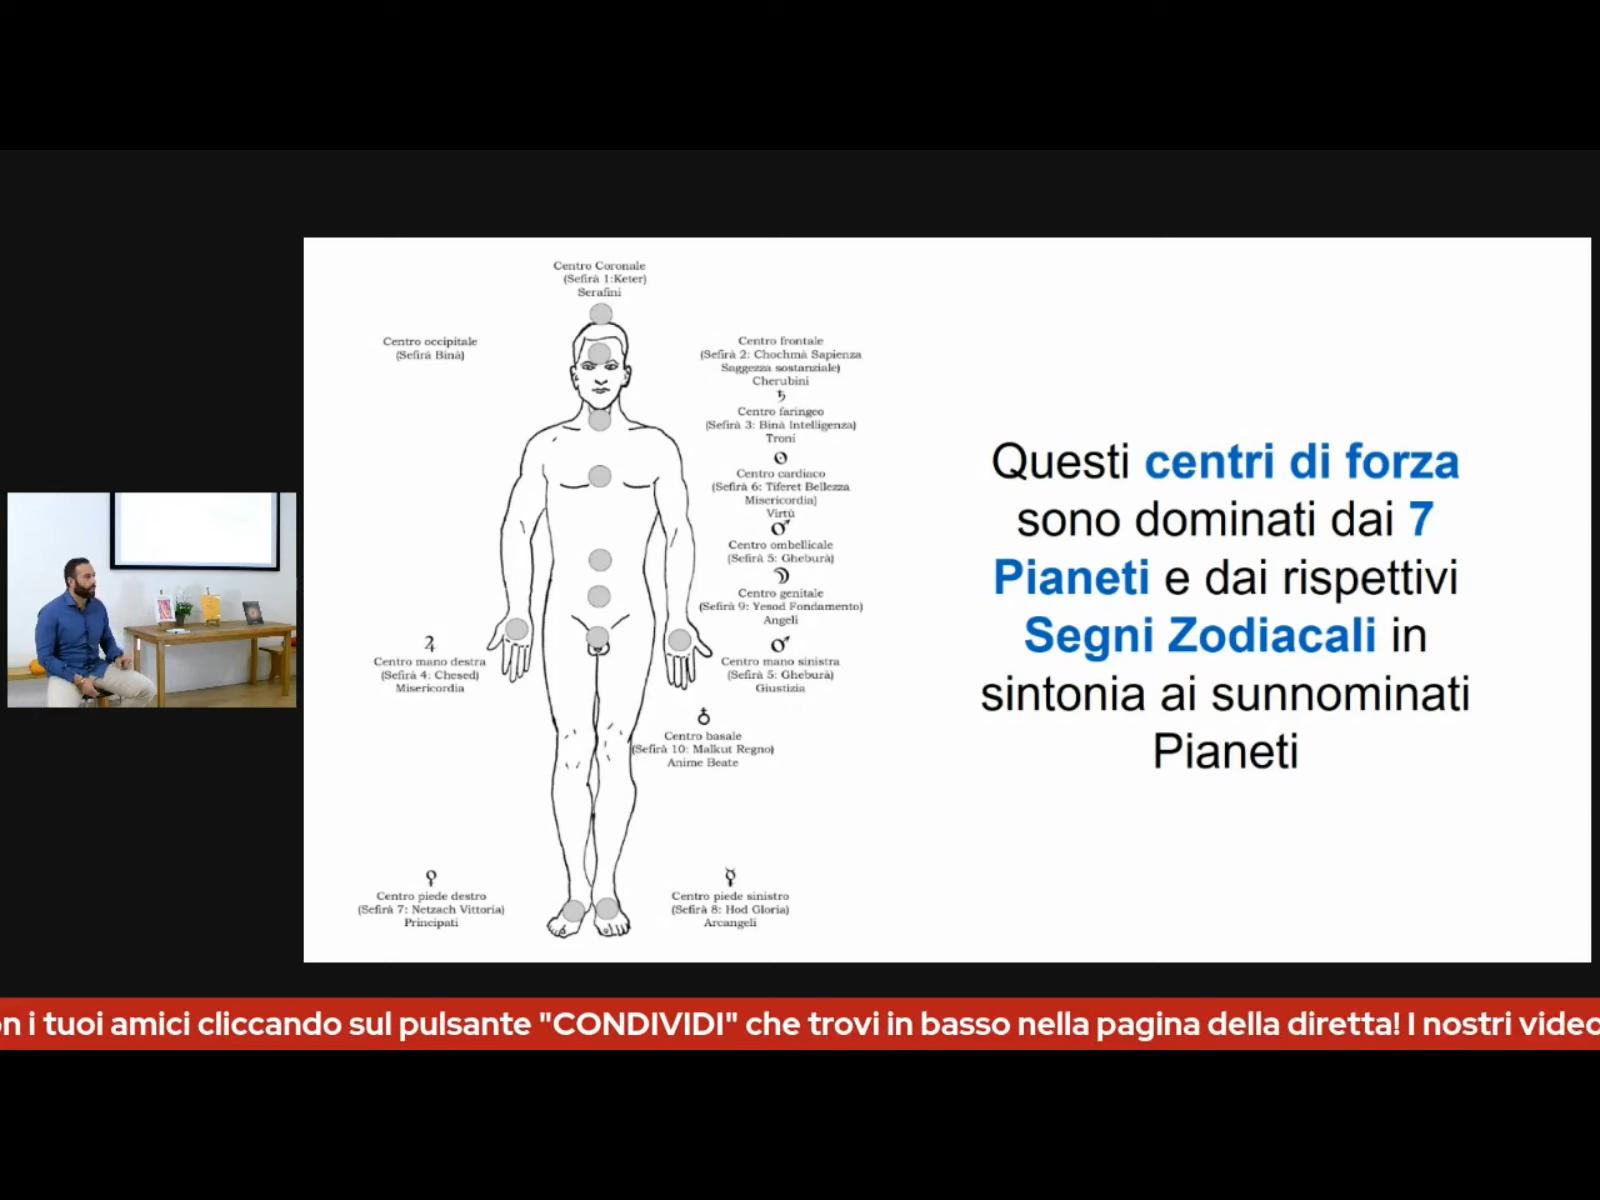 Centro Coronale
(Sefirà 1:Keter)
Serafini
Centro occipitale
(Sefirà Binà)
Centro frontale
(Sefirà 2: Chochmà Sapienza
Saggezza sostanziale)
Cherubini
♄
Centro faringeo
(Sefirà 3: Binà Intelligenza)
Troni
☉
Centro cardiaco
(Sefirà 6: Tiferet Bellezza
Misericordia)
Virtù
♂
Centro ombellicale
(Sefirà 5: Gheburà)
☽
Centro genitale
(Sefirà 9: Yesod Fondamento)
Angeli
♃
Centro mano destra
(Sefirà 4: Chesed)
Misericordia
♂
Centro mano sinistra
(Sefirà 5: Gheburà)
Giustizia
♁
Centro basale
(Sefirà 10: Malkut Regno)
Anime Beate
♀
Centro piede destro
(Sefirà 7: Netzach Vittoria)
Principati
☿
Centro piede sinistro
(Sefirà 8: Hod Gloria)
Arcangeli
Questi centri di forza
sono dominati dai 7
Pianeti e dai rispettivi
Segni Zodiacali in
sintonia ai sunnominati
Pianeti
n i tuoi amici cliccando sul pulsante "CONDIVIDI" che trovi in basso nella pagina della diretta! I nostri video